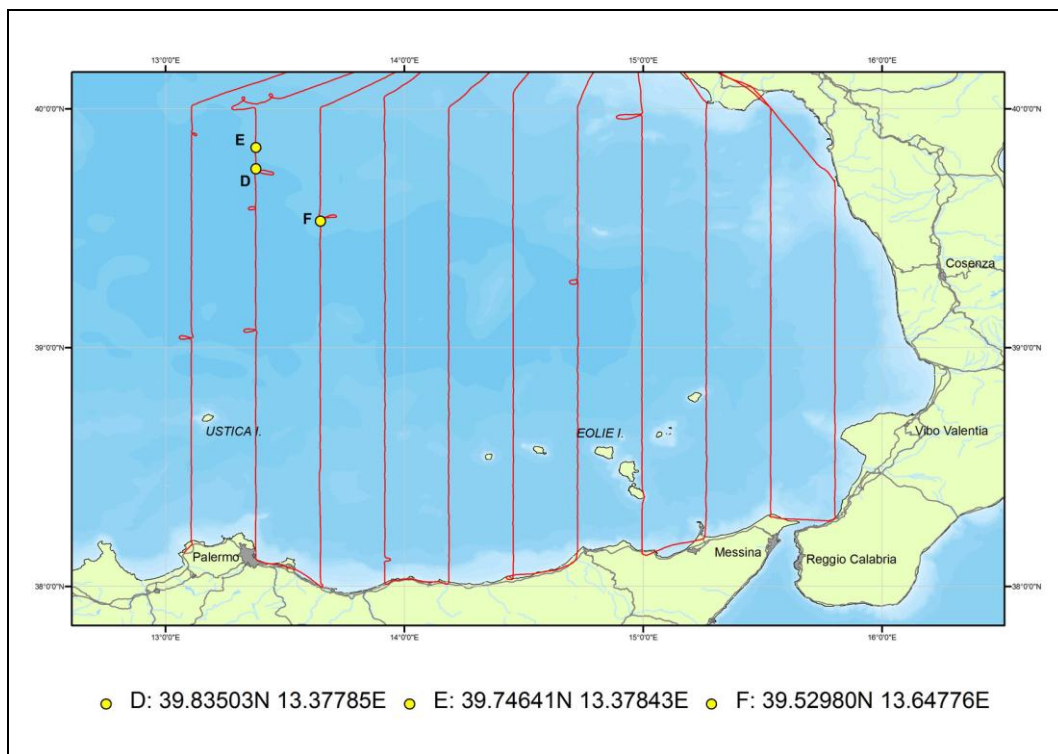 13°0'0"E 14°0'0"E 15°0'0"E 16°0'0"E
40°0'0"N 40°0'0"N
E
D
F
Cosenza
39°0'0"N 39°0'0"N
USTICA I. EOLIE I. Vibo Valentia
Palermo Messina Reggio Calabria
38°0'0"N 38°0'0"N
13°0'0"E 14°0'0"E 15°0'0"E 16°0'0"E
D: 39.83503N 13.37785E E: 39.74641N 13.37843E F: 39.52980N 13.64776E